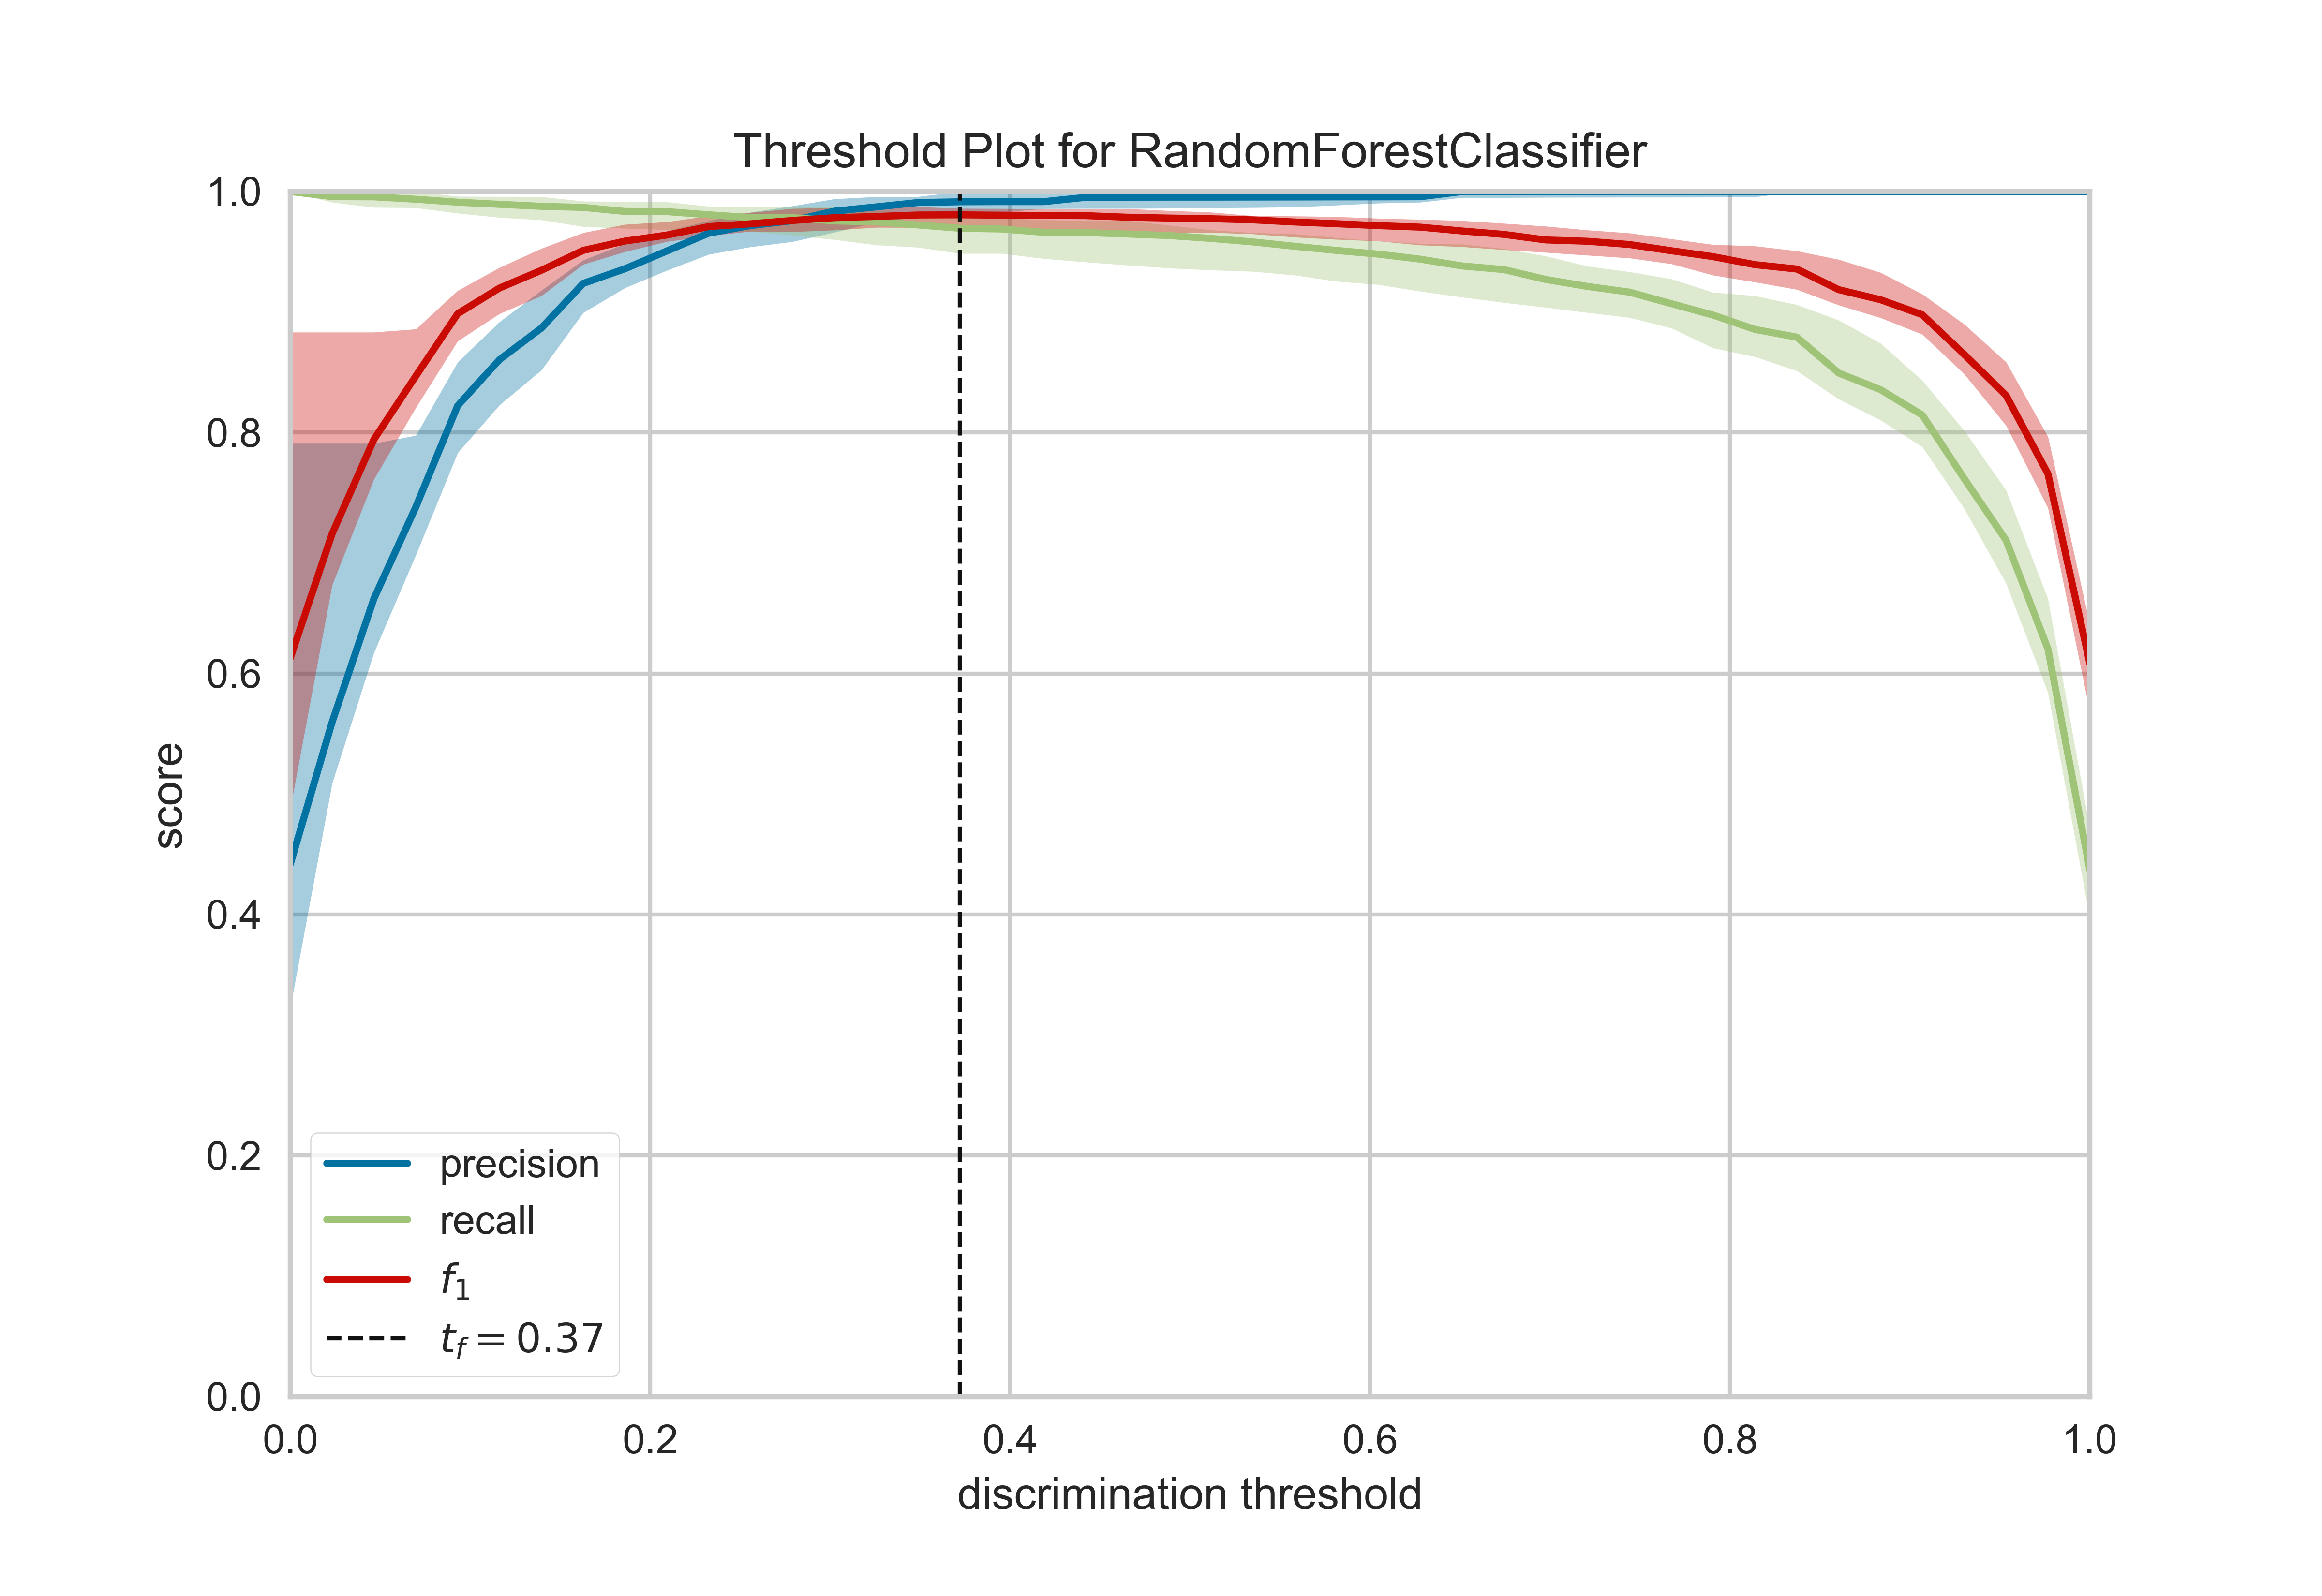 Threshold Plot for RandomForestClassifier
1.0
0.8
0.6
0.4
0.2
0.0
score
precision
recall
f1
tf = 0.37
0.0 0.2 0.4 0.6 0.8 1.0
discrimination threshold